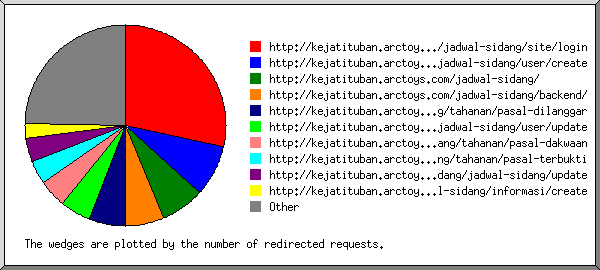 http://kejatituban.arctoy.../jadwal-sidang/site/login
http://kejatituban.arctoy...jadwal-sidang/user/create
http://kejatituban.arctoys.com/jadwal-sidang/
http://kejatituban.arctoys.com/jadwal-sidang/backend/
http://kejatituban.arctoy...g/tahanan/pasal-dilanggar
http://kejatituban.arctoy...jadwal-sidang/user/update
http://kejatituban.arctoy...ang/tahanan/pasal-dakwaan
http://kejatituban.arctoy...ng/tahanan/pasal-terbukti
http://kejatituban.arctoy...dang/jadwal-sidang/update
http://kejatituban.arctoy...l-sidang/informasi/create
Other
The wedges are plotted by the number of redirected requests.